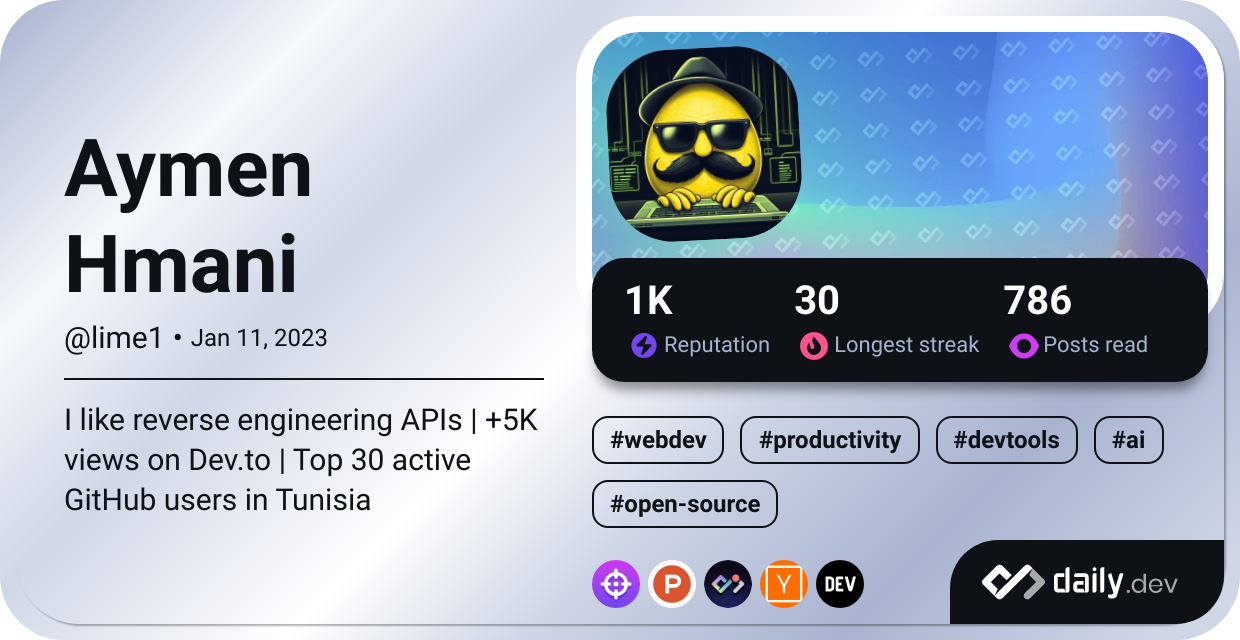 Aymen
Hmani
@lime1 • Jan 11, 2023
I like reverse engineering APIs | +5K
views on Dev.to | Top 30 active
GitHub users in Tunisia
1K 30 786
Reputation Longest streak Posts read
#webdev #productivity #devtools #ai
#open-source
P Y DEV
daily.dev